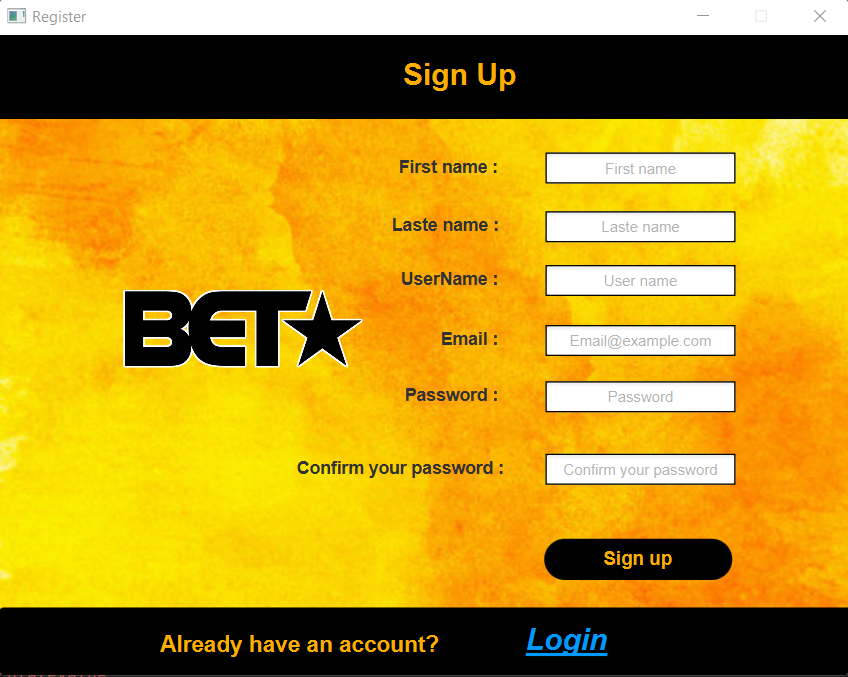 Register
Sign Up
First name : First name
Laste name : Laste name
UserName : User name
BET
Email : Email@example.com
Password : Password
Confirm your password : Confirm your password
Sign up
Already have an account? Login